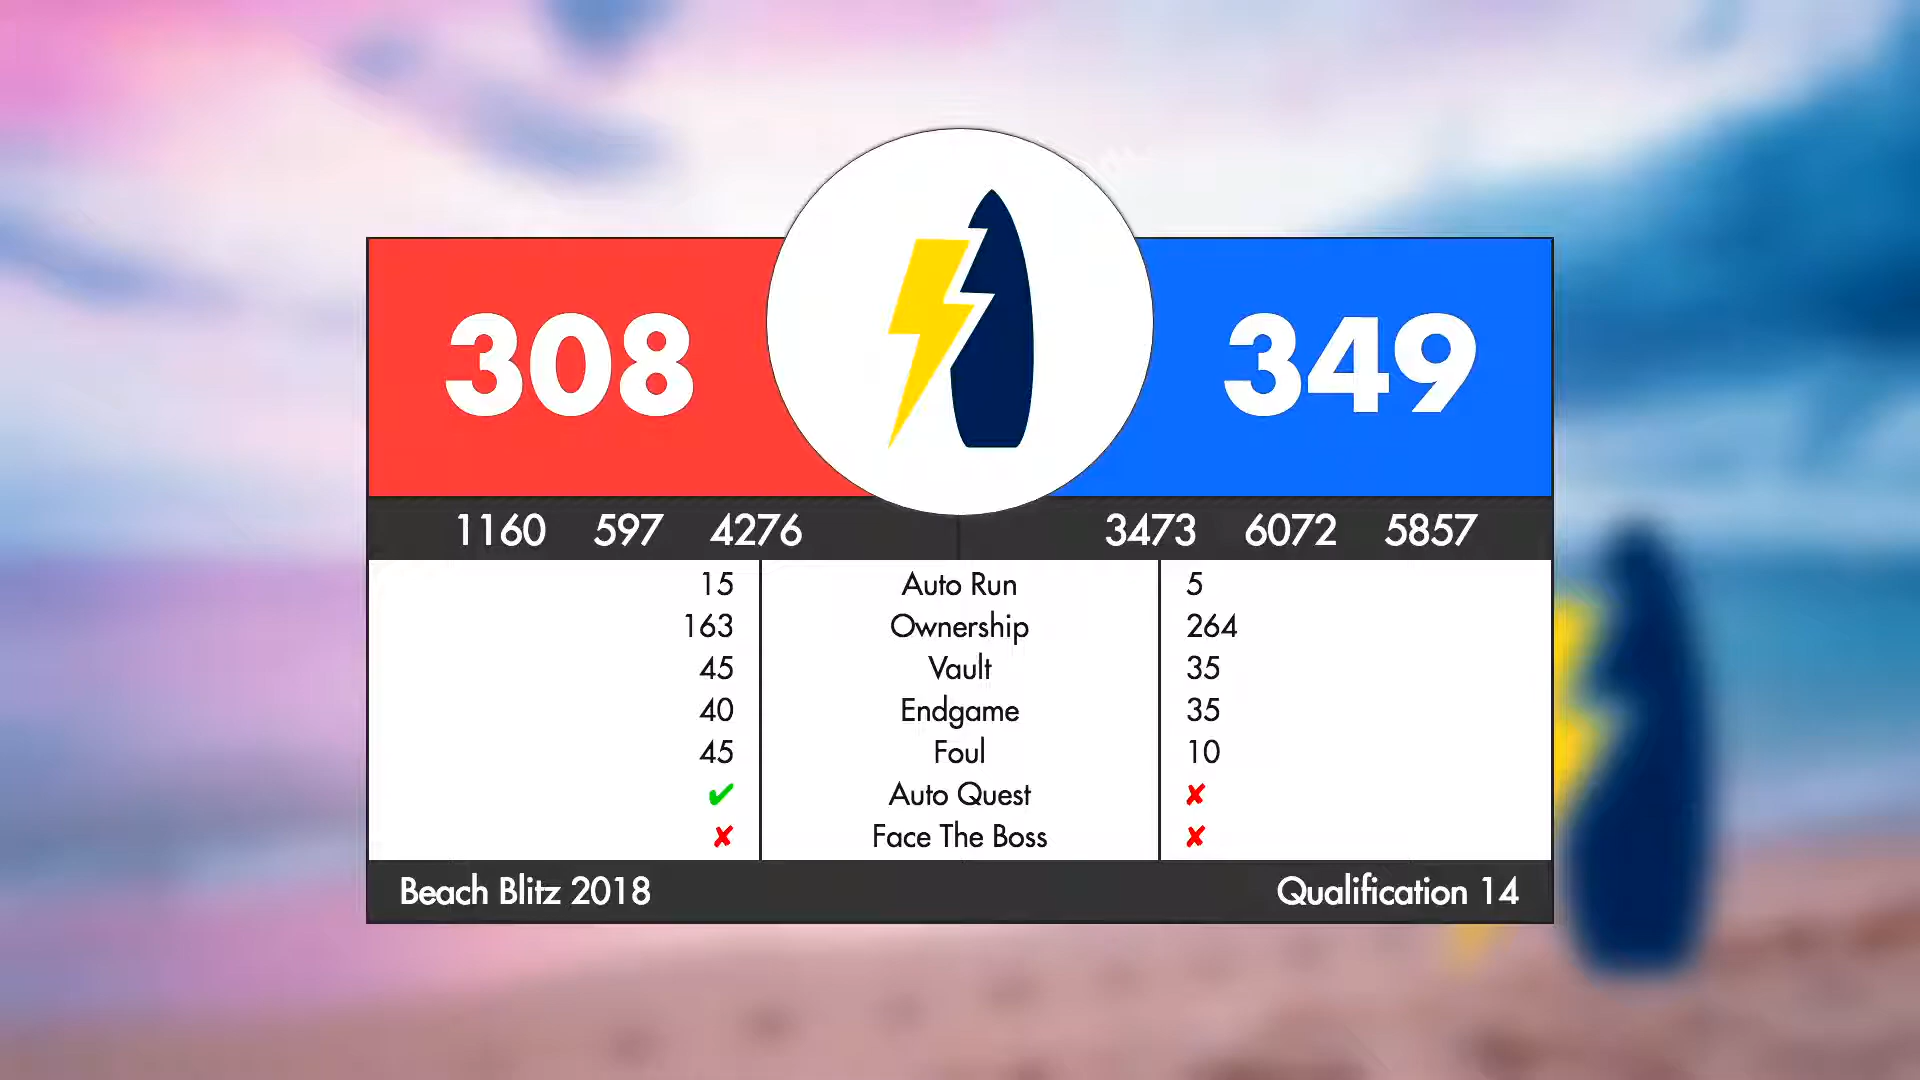 308 349
1160 597 4276 3473 6072 5857
15 Auto Run 5
163 Ownership 264
45 Vault 35
40 Endgame 35
45 Foul 10
✔ Auto Quest ✘
✘ Face The Boss ✘
Beach Blitz 2018 Qualification 14